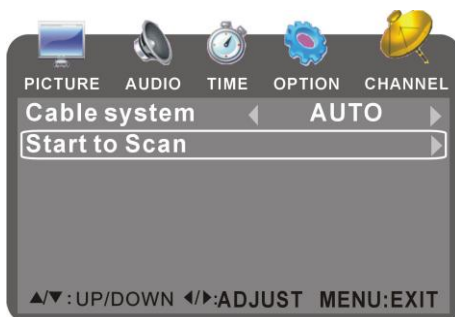 PICTURE AUDIO TIME OPTION CHANNEL
Cable system AUTO
Start to Scan
▲/▼:UP/DOWN ◀/▶:ADJUST MENU:EXIT